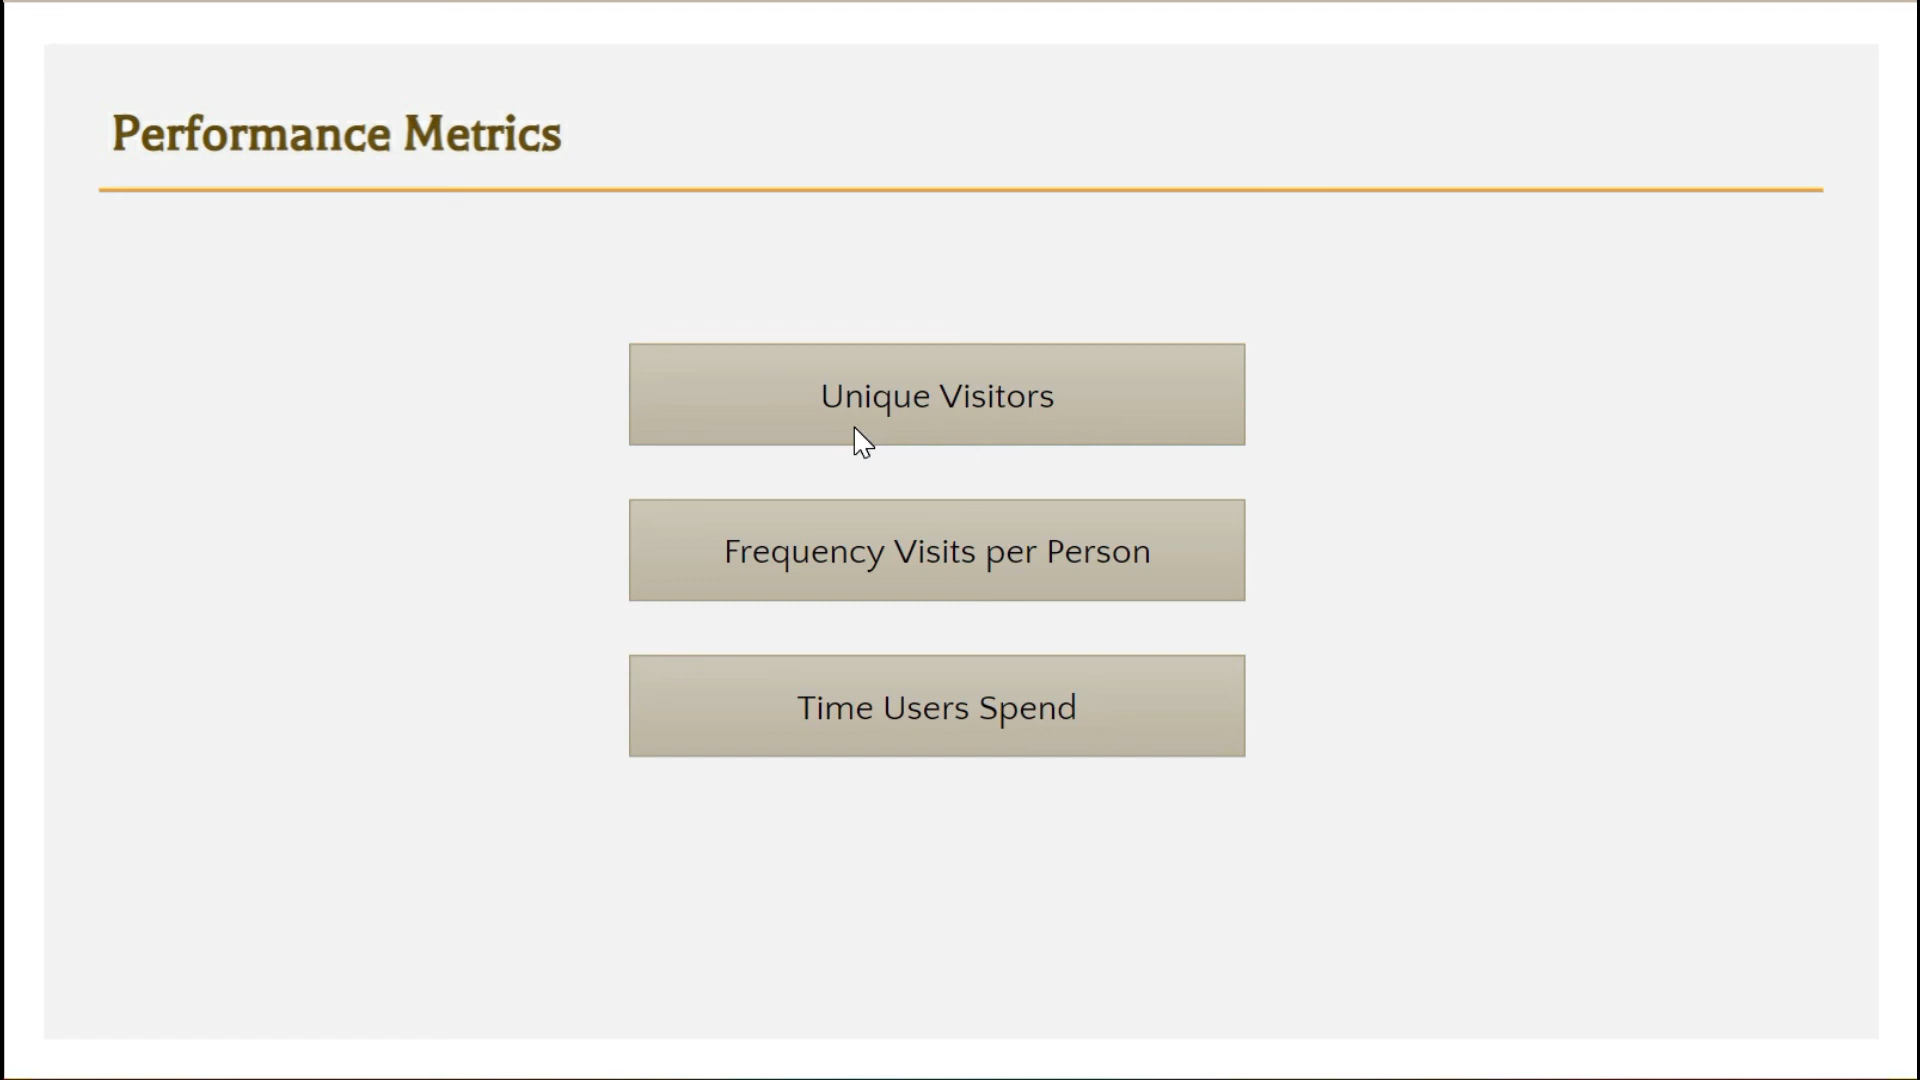 Performance Metrics
Unique Visitors
Frequency Visits per Person
Time Users Spend